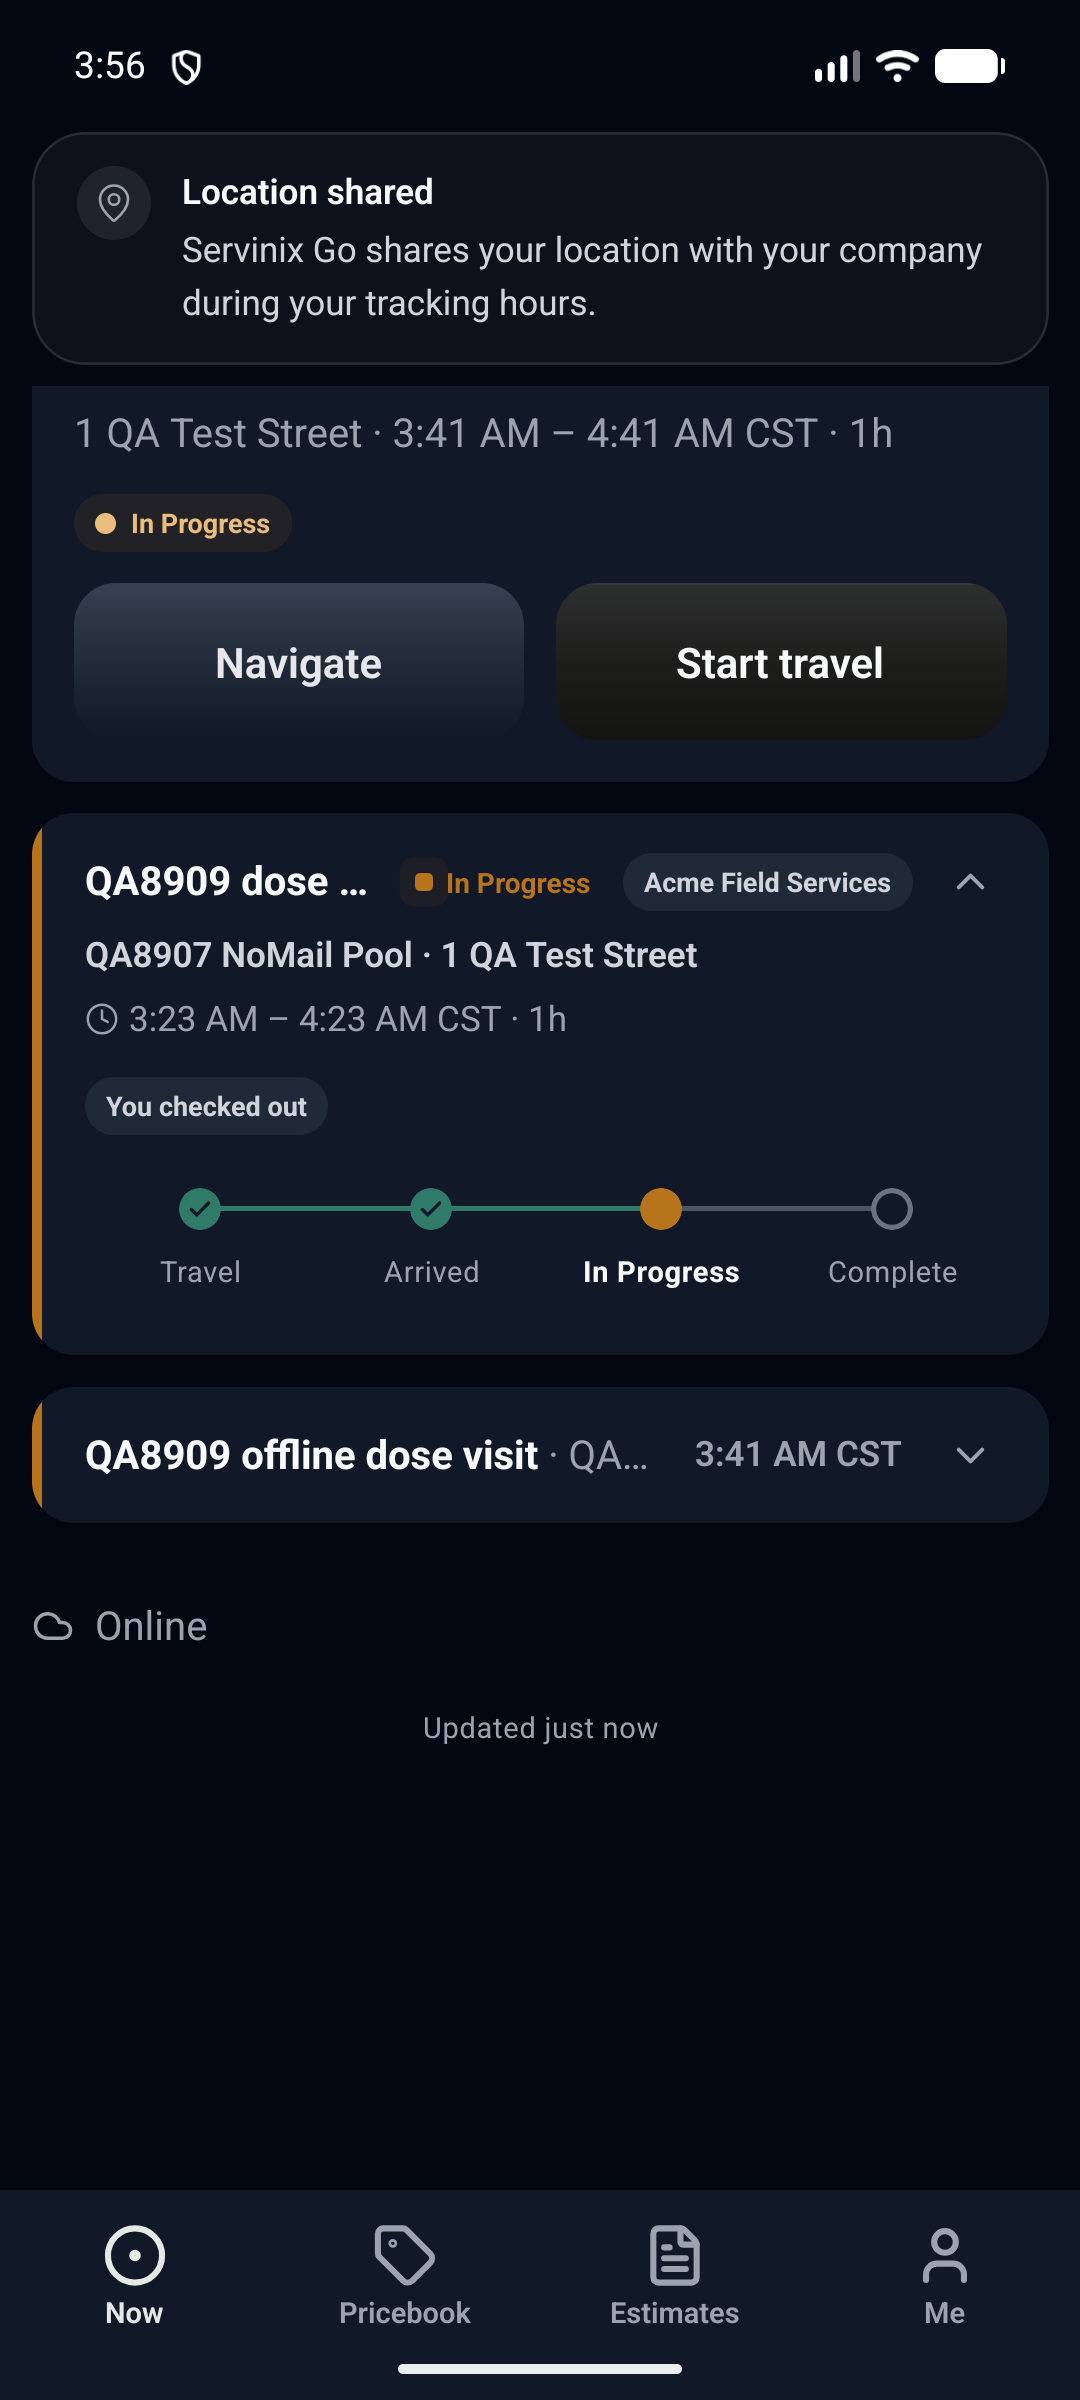 3:56
Location shared
Servinix Go shares your location with your company
during your tracking hours.
1 QA Test Street · 3:41 AM – 4:41 AM CST · 1h
In Progress
Navigate
Start travel
QA8909 dose ...
In Progress
Acme Field Services
QA8907 NoMail Pool · 1 QA Test Street
3:23 AM – 4:23 AM CST · 1h
You checked out
Travel
Arrived
In Progress
Complete
QA8909 offline dose visit · QA...
3:41 AM CST
Online
Updated just now
Now
Pricebook
Estimates
Me